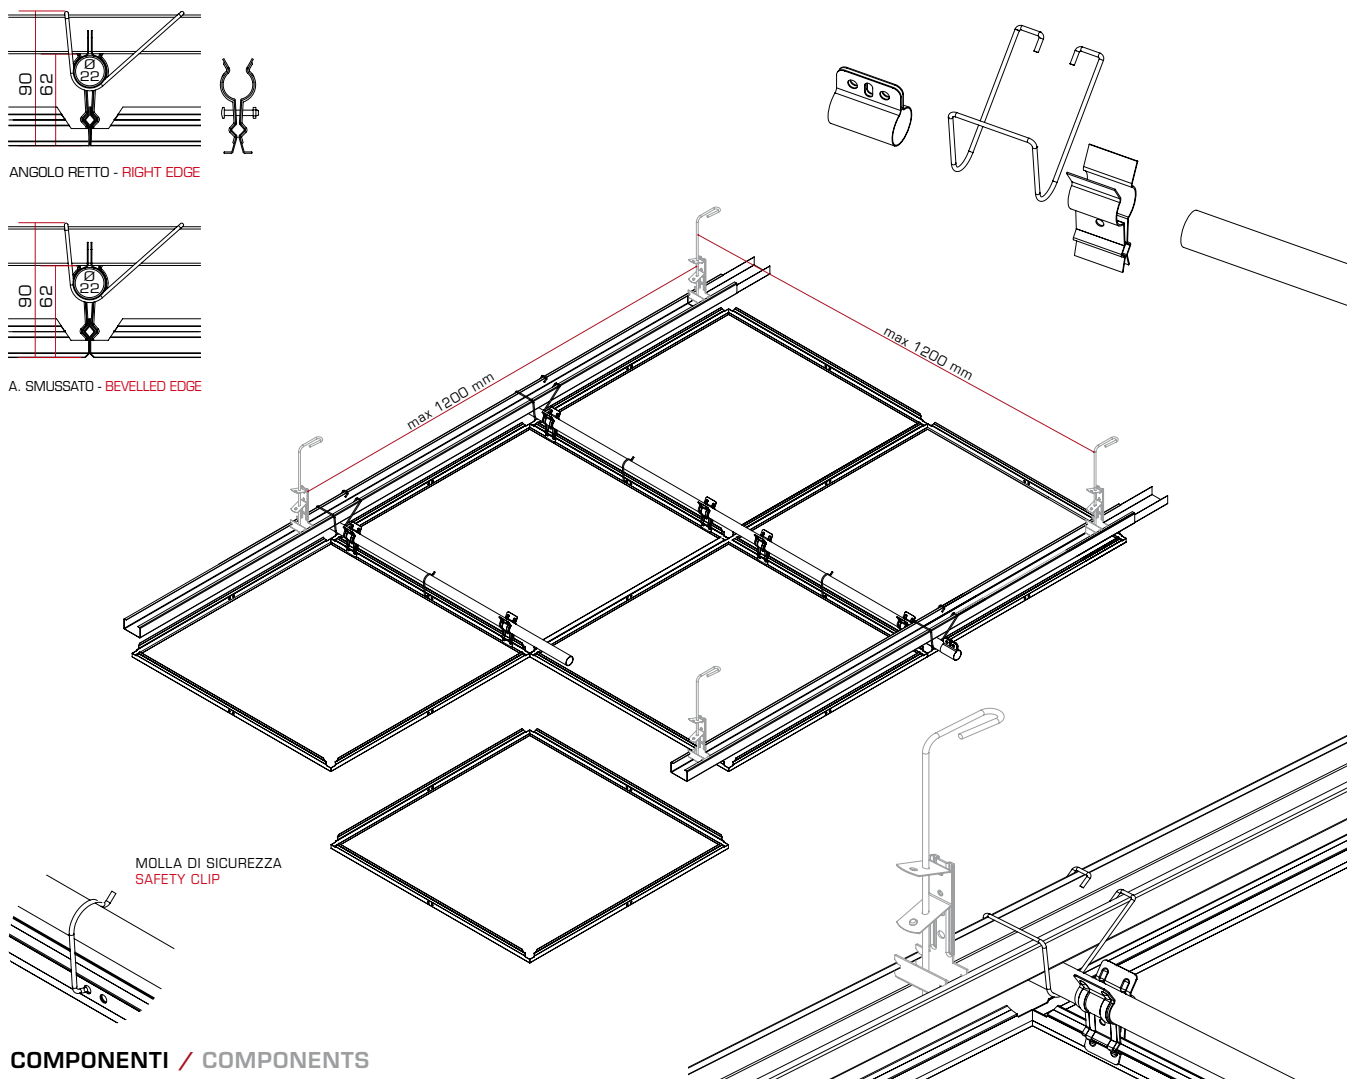 90
62
Ø
22
ANGOLO RETTO - RIGHT EDGE
90
62
Ø
22
A. SMUSSATO - BEVELLED EDGE
max 1200 mm
max 1200 mm
MOLLA DI SICUREZZA
SAFETY CLIP
COMPONENTI / COMPONENTS